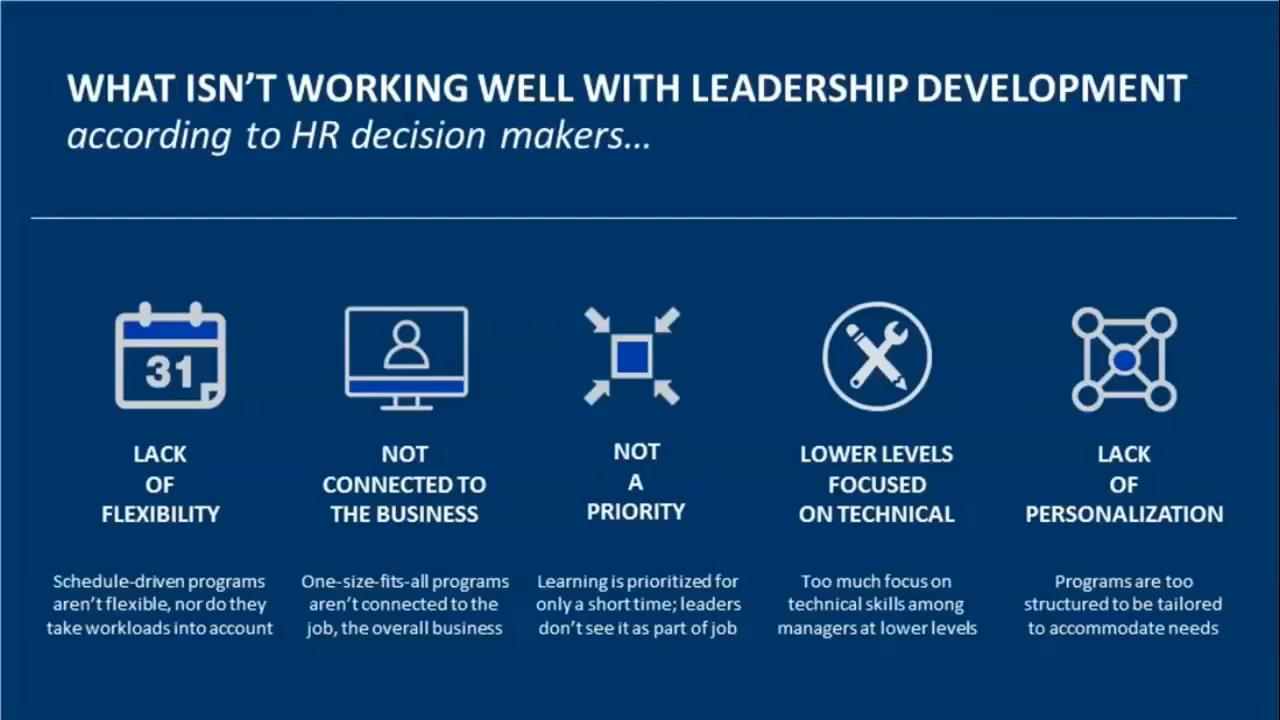 WHAT ISN'T WORKING WELL WITH LEADERSHIP DEVELOPMENT
according to HR decision makers...
31
LACK
OF
FLEXIBILITY
Schedule-driven programs
aren't flexible, nor do they
take workloads into account
NOT
CONNECTED TO
THE BUSINESS
One-size-fits-all programs
aren't connected to the
job, the overall business
NOT
A
PRIORITY
Learning is prioritized for
only a short time; leaders
don't see it as part of job
LOWER LEVELS
FOCUSED
ON TECHNICAL
Too much focus on
technical skills among
managers at lower levels
LACK
OF
PERSONALIZATION
Programs are too
structured to be tailored
to accommodate needs